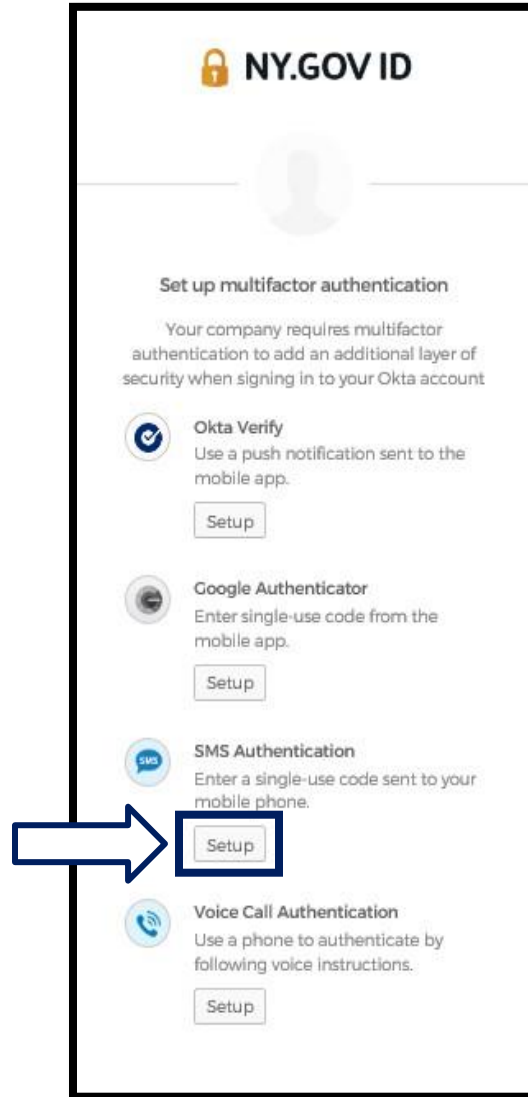 NY.GOV ID
Set up multifactor authentication
Your company requires multifactor
authentication to add an additional layer of
security when signing in to your Okta account
Okta Verify
Use a push notification sent to the
mobile app.
Setup
Google Authenticator
Enter single-use code from the
mobile app.
Setup
SMS
SMS Authentication
Enter a single-use code sent to your
mobile phone.
Setup
Voice Call Authentication
Use a phone to authenticate by
following voice instructions.
Setup